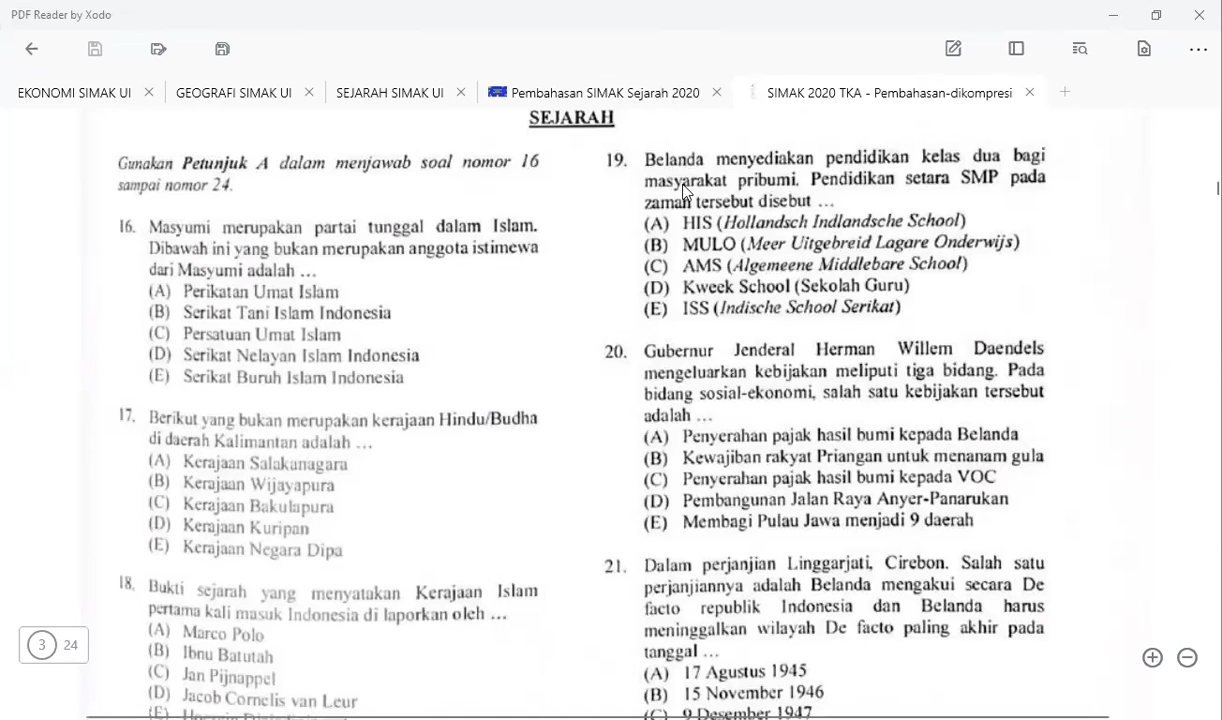 PDF Reader by Xodo
EKONOMI SIMAK UI
GEOGRAFI SIMAK UI
SEJARAH SIMAK UI
Pembahasan SIMAK Sejarah 2020
SIMAK 2020 TKA - Pembahasan-dikompresi
SEJARAH
Gunakan Petunjuk A dalam menjawab soal nomor 16
sampai nomor 24.
16. Masyumi merupakan partai tunggal dalam Islam.
Dibawah ini yang bukan merupakan anggota istimewa
dari Masyumi adalah ...
(A) Perikatan Umat Islam
(B) Serikat Tani Islam Indonesia
(C) Persatuan Umat Islam
(D) Serikat Nelayan Islam Indonesia
(E) Serikat Buruh Islam Indonesia
17. Berikut yang bukan merupakan kerajaan Hindu/Budha
di daerah Kalimantan adalah ...
(A) Kerajaan Salakanagara
(B) Kerajaan Wijayapura
(C) Kerajaan Bakulapura
(D) Kerajaan Kuripan
(E) Kerajaan Negara Dipa
18. Bukti sejarah yang menyatakan Kerajaan Islam
pertama kali masuk Indonesia di laporkan oleh ...
(A) Marco Polo
(B) Ibnu Batutah
(C) Jan Pijnappel
(D) Jacob Cornelis van Leur
(E)
19. Belanda menyediakan pendidikan kelas dua bagi
masyarakat pribumi. Pendidikan setara SMP pada
zaman tersebut disebut ...
(A) HIS (Hollandsch Indlandsche School)
(B) MULO (Meer Uitgebreid Lagare Onderwijs)
(C) AMS (Algemeene Middlebare School)
(D) Kweek School (Sekolah Guru)
(E) ISS (Indische School Serikat)
20. Gubernur Jenderal Herman Willem Daendels
mengeluarkan kebijakan meliputi tiga bidang. Pada
bidang sosial-ekonomi, salah satu kebijakan tersebut
adalah ...
(A) Penyerahan pajak hasil bumi kepada Belanda
(B) Kewajiban rakyat Priangan untuk menanam gula
(C) Penyerahan pajak hasil bumi kepada VOC
(D) Pembangunan Jalan Raya Anyer-Panarukan
(E) Membagi Pulau Jawa menjadi 9 daerah
21. Dalam perjanjian Linggarjati, Cirebon. Salah satu
perjanjiannya adalah Belanda mengakui secara De
facto republik Indonesia dan Belanda harus
meninggalkan wilayah De facto paling akhir pada
tanggal ...
(A) 17 Agustus 1945
(B) 15 November 1946
(C) 9 Desember 1947
3 24